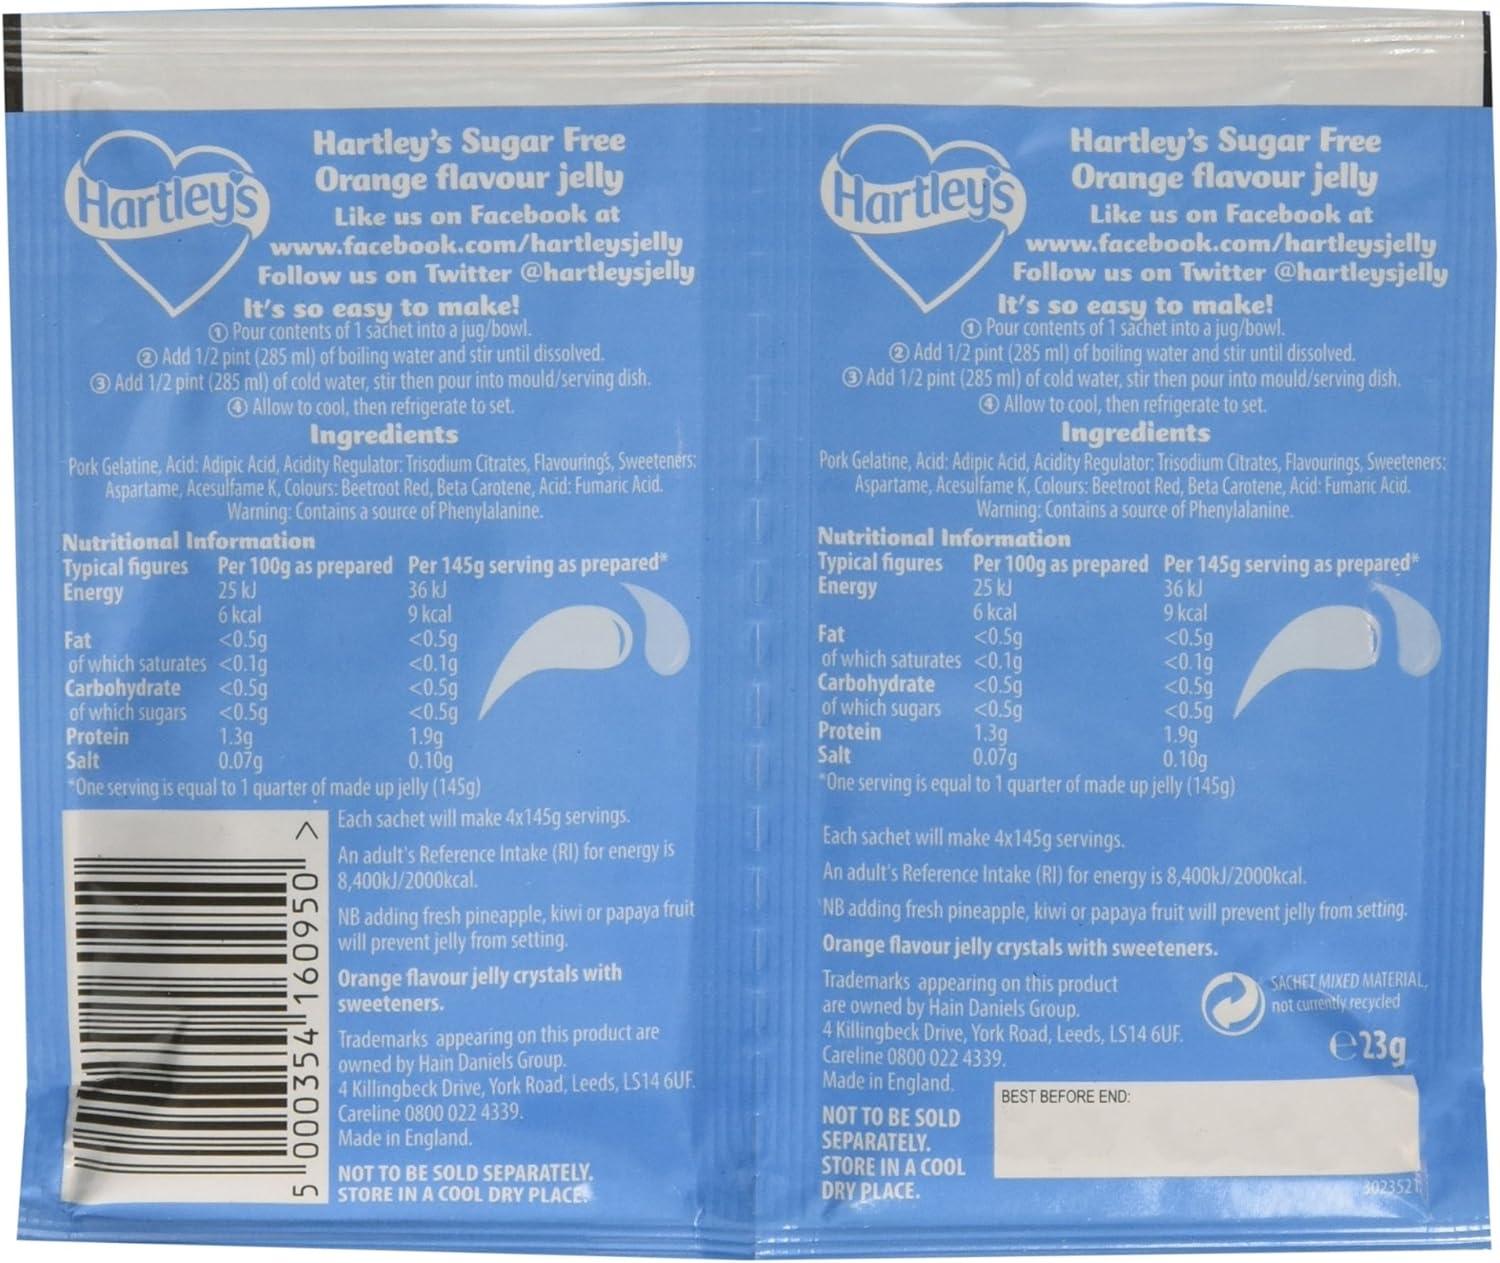 Hartley's
Hartley's Sugar Free
Orange flavour jelly
Like us on Facebook at
www.facebook.com/hartleysjelly
Follow us on Twitter @hartleysjelly
It's so easy to make!
① Pour contents of 1 sachet into a jug/bowl.
② Add 1/2 pint (285 ml) of boiling water and stir until dissolved.
③ Add 1/2 pint (285 ml) of cold water, stir then pour into mould/serving dish.
④ Allow to cool, then refrigerate to set.
Ingredients
Pork Gelatine, Acid: Adipic Acid, Acidity Regulator: Trisodium Citrates, Flavourings, Sweeteners:
Aspartame, Acesulfame K, Colours: Beetroot Red, Beta Carotene, Acid: Fumaric Acid.
Warning: Contains a source of Phenylalanine.
Nutritional Information
Typical figures Per 100g as prepared Per 145g serving as prepared*
Energy 25 kJ 36 kJ
6 kcal 9 kcal
Fat <0.5g <0.5g
of which saturates <0.1g <0.1g
Carbohydrate <0.5g <0.5g
of which sugars <0.5g <0.5g
Protein 1.3g 1.9g
Salt 0.07g 0.10g
*One serving is equal to 1 quarter of made up jelly (145g)
Each sachet will make 4x145g servings.
An adult's Reference Intake (RI) for energy is
8,400kJ/2000kcal.
NB adding fresh pineapple, kiwi or papaya fruit
will prevent jelly from setting.
Orange flavour jelly crystals with
sweeteners.
Trademarks appearing on this product are
owned by Hain Daniels Group.
4 Killingbeck Drive, York Road, Leeds, LS14 6UF.
Careline 0800 022 4339.
Made in England.
NOT TO BE SOLD SEPARATELY.
STORE IN A COOL DRY PLACE.
5 000354 160950 >
Hartley's
Hartley's Sugar Free
Orange flavour jelly
Like us on Facebook at
www.facebook.com/hartleysjelly
Follow us on Twitter @hartleysjelly
It's so easy to make!
① Pour contents of 1 sachet into a jug/bowl.
② Add 1/2 pint (285 ml) of boiling water and stir until dissolved.
③ Add 1/2 pint (285 ml) of cold water, stir then pour into mould/serving dish.
④ Allow to cool, then refrigerate to set.
Ingredients
Pork Gelatine, Acid: Adipic Acid, Acidity Regulator: Trisodium Citrates, Flavourings, Sweeteners:
Aspartame, Acesulfame K, Colours: Beetroot Red, Beta Carotene, Acid: Fumaric Acid.
Warning: Contains a source of Phenylalanine.
Nutritional Information
Typical figures Per 100g as prepared Per 145g serving as prepared*
Energy 25 kJ 36 kJ
6 kcal 9 kcal
Fat <0.5g <0.5g
of which saturates <0.1g <0.1g
Carbohydrate <0.5g <0.5g
of which sugars <0.5g <0.5g
Protein 1.3g 1.9g
Salt 0.07g 0.10g
*One serving is equal to 1 quarter of made up jelly (145g)
Each sachet will make 4x145g servings.
An adult's Reference Intake (RI) for energy is 8,400kJ/2000kcal.
NB adding fresh pineapple, kiwi or papaya fruit will prevent jelly from setting.
Orange flavour jelly crystals with sweeteners.
Trademarks appearing on this product
are owned by Hain Daniels Group.
4 Killingbeck Drive, York Road, Leeds, LS14 6UF.
Careline 0800 022 4339.
Made in England.
NOT TO BE SOLD
SEPARATELY.
STORE IN A COOL
DRY PLACE.
SACHET MIXED MATERIAL,
not currently recycled
℮23g
BEST BEFORE END:
3023521